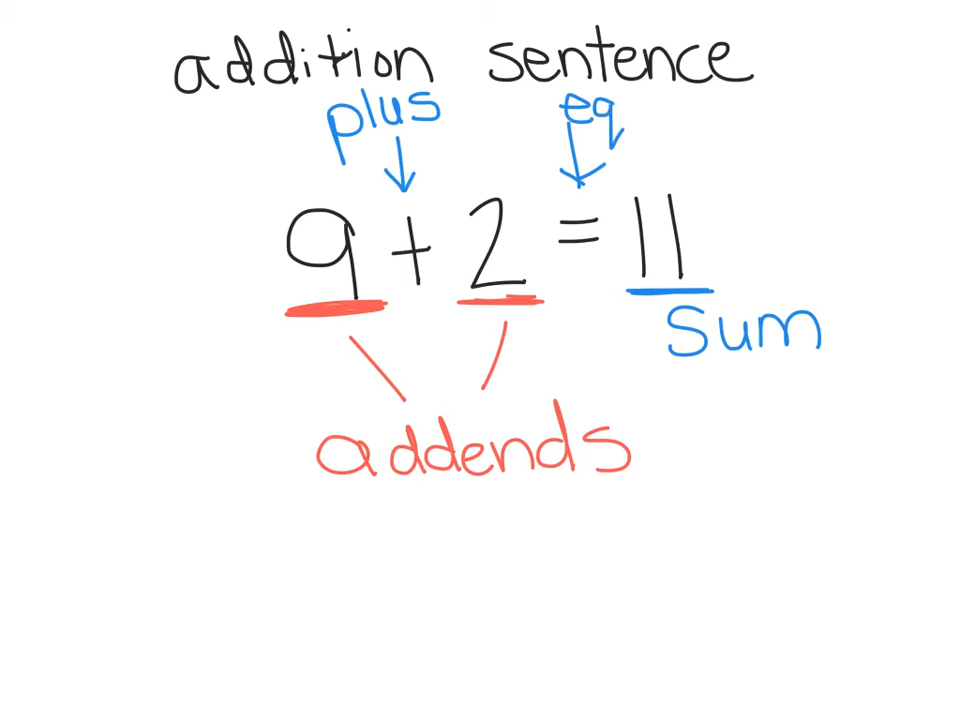 addition sentence
plus eq
9 + 2 = 11
sum
addends